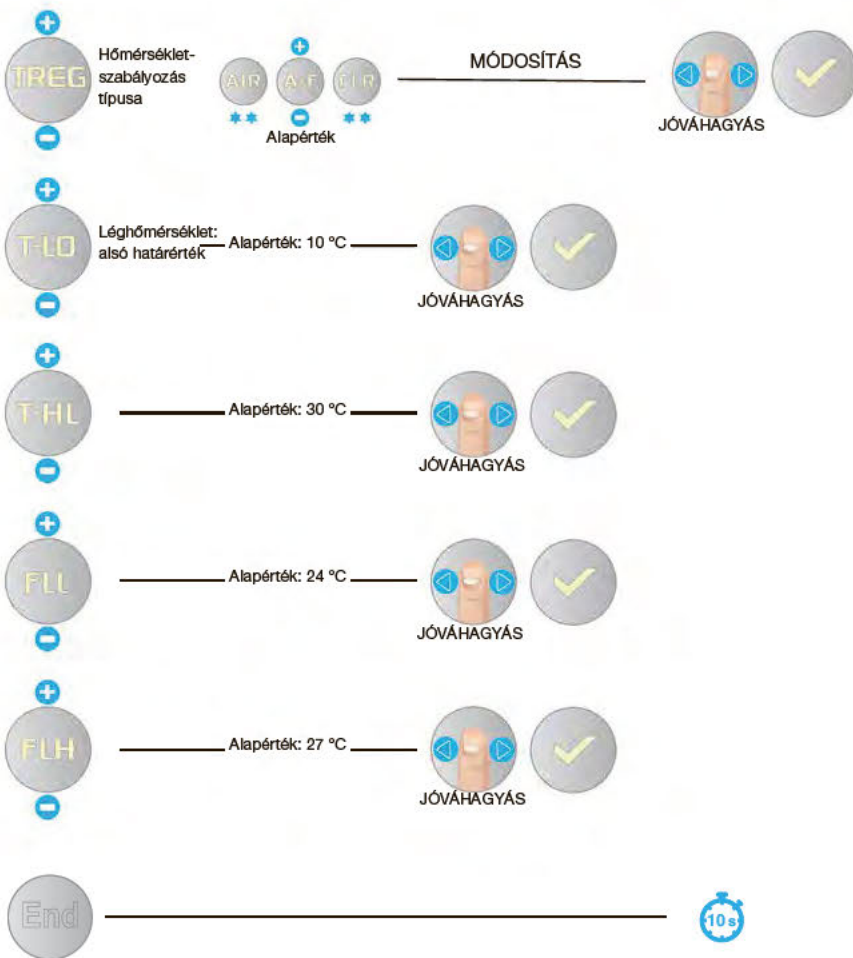 TREG
Hőmérséklet-
szabályozás
típusa
AIR A+F FLR
Alapérték
MÓDOSÍTÁS
JÓVÁHAGYÁS
T-LO
Léghőmérséklet:
alsó határérték
Alapérték: 10 °C
JÓVÁHAGYÁS
T-HL
Alapérték: 30 °C
JÓVÁHAGYÁS
FLL
Alapérték: 24 °C
JÓVÁHAGYÁS
FLH
Alapérték: 27 °C
JÓVÁHAGYÁS
End
10 s